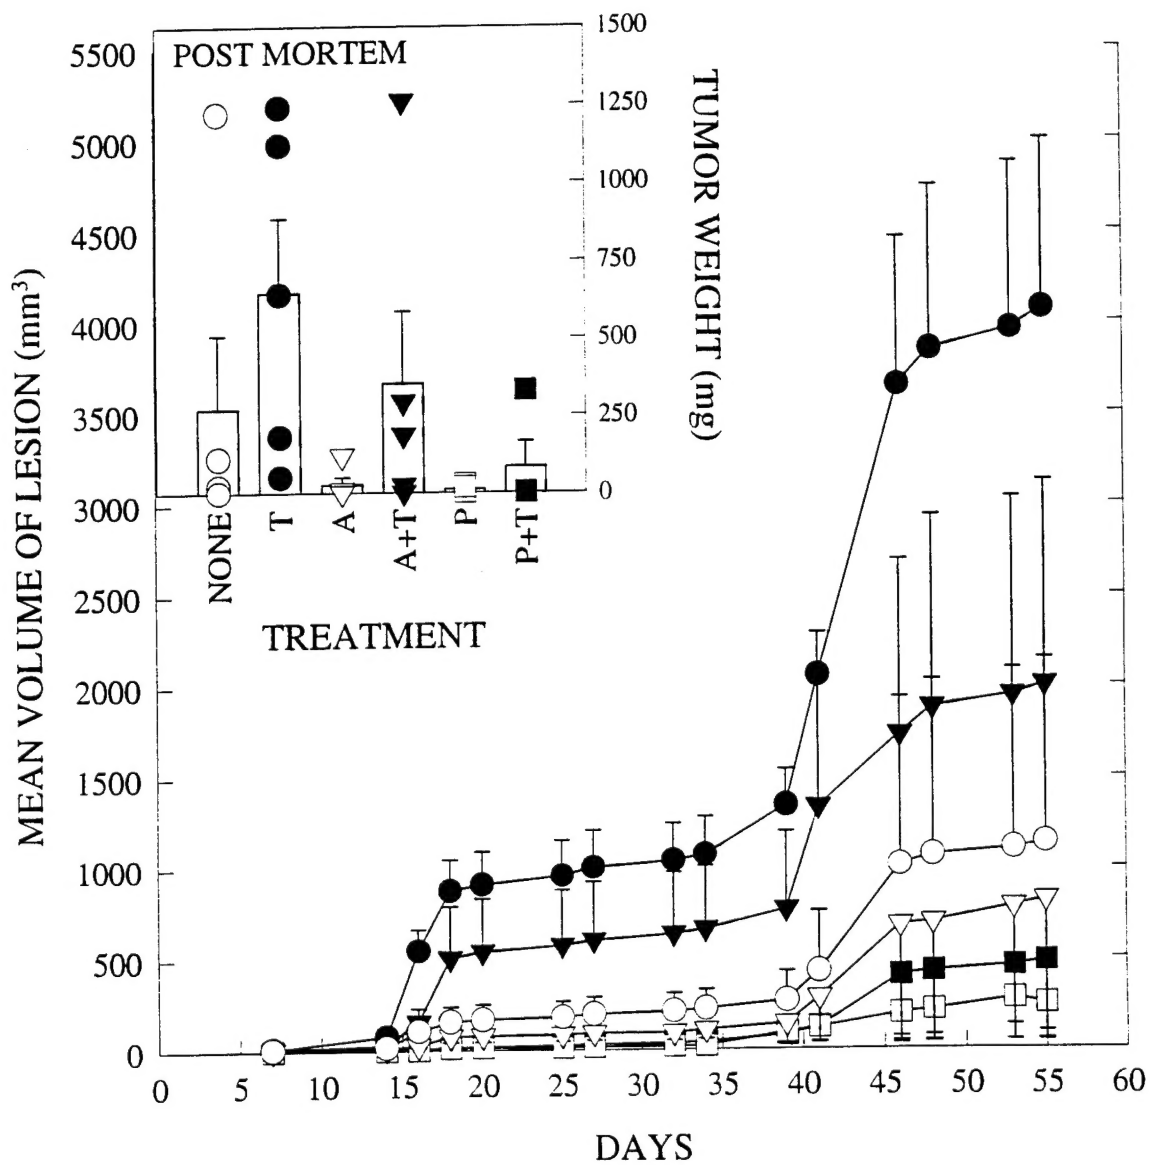 POST MORTEM
5500
5000
4500
4000
3500
3000
2500
2000
1500
1000
500
0
MEAN VOLUME OF LESION (mm³)
1500
1250
1000
750
500
250
0
TUMOR WEIGHT (mg)
NONE
T
A
A+T
P
P+T
TREATMENT
0 5 10 15 20 25 30 35 40 45 50 55 60
DAYS